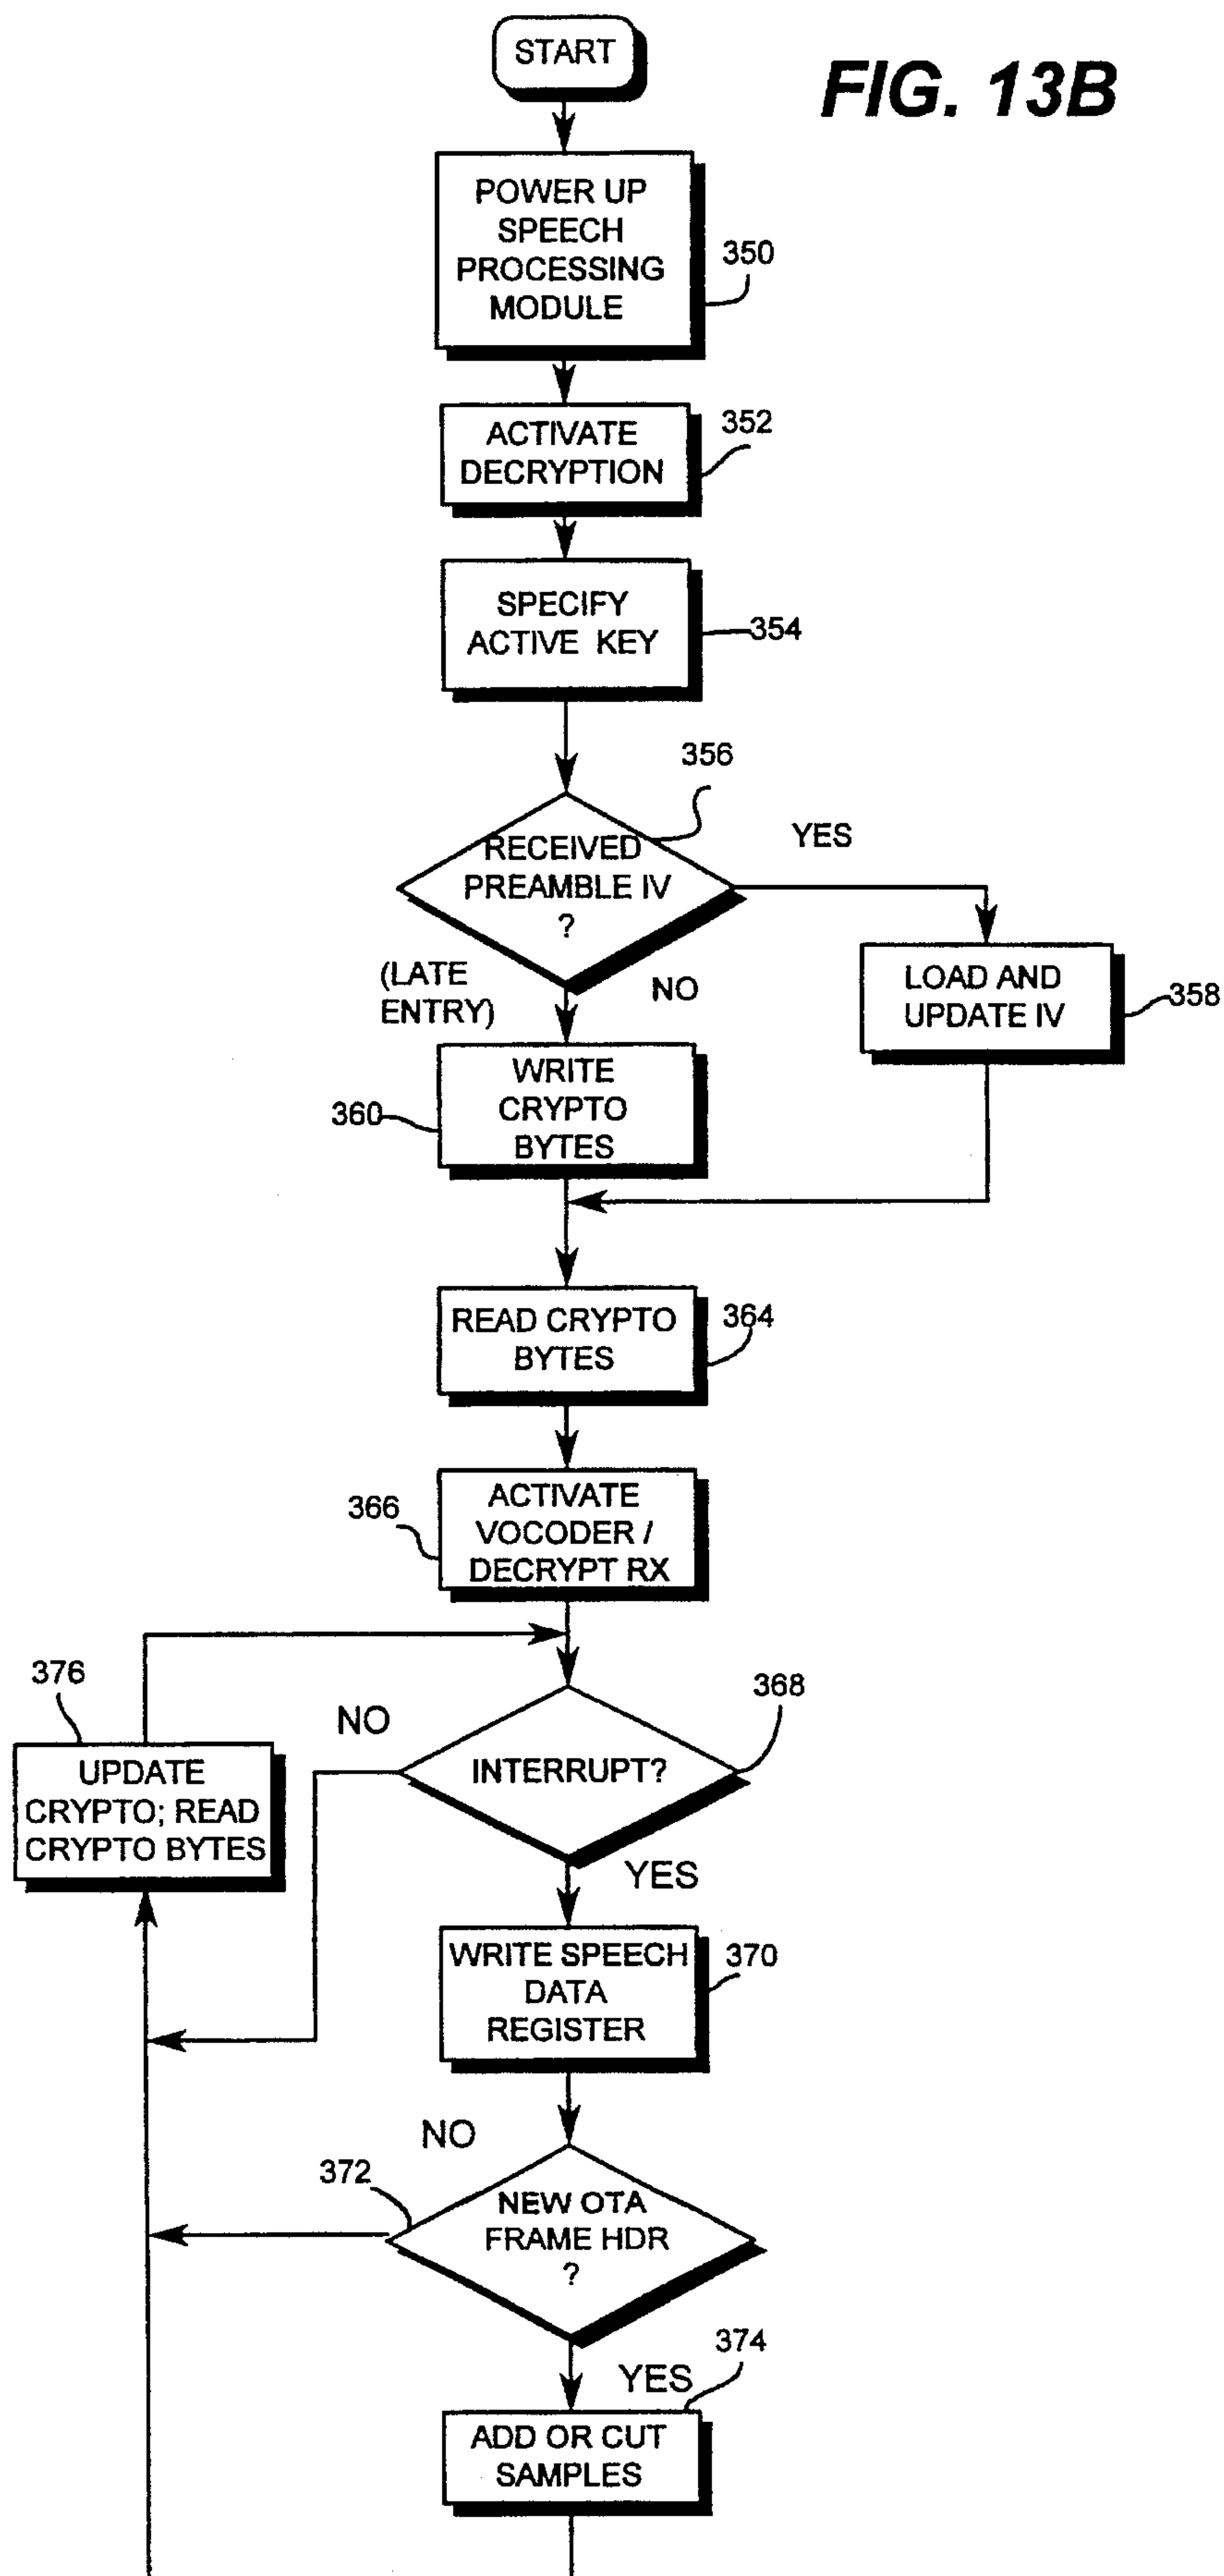 START
FIG. 13B
POWER UP
SPEECH
PROCESSING
MODULE
350
ACTIVATE
DECRYPTION
352
SPECIFY
ACTIVE KEY
354
356
RECEIVED
PREAMBLE IV
?
YES
(LATE
ENTRY)
NO
LOAD AND
UPDATE IV
358
WRITE
CRYPTO
BYTES
360
READ CRYPTO
BYTES
364
ACTIVATE
VOCODER /
DECRYPT RX
366
376
UPDATE
CRYPTO; READ
CRYPTO BYTES
NO
INTERRUPT?
368
YES
WRITE SPEECH
DATA
REGISTER
370
NO
372
NEW OTA
FRAME HDR
?
YES
374
ADD OR CUT
SAMPLES